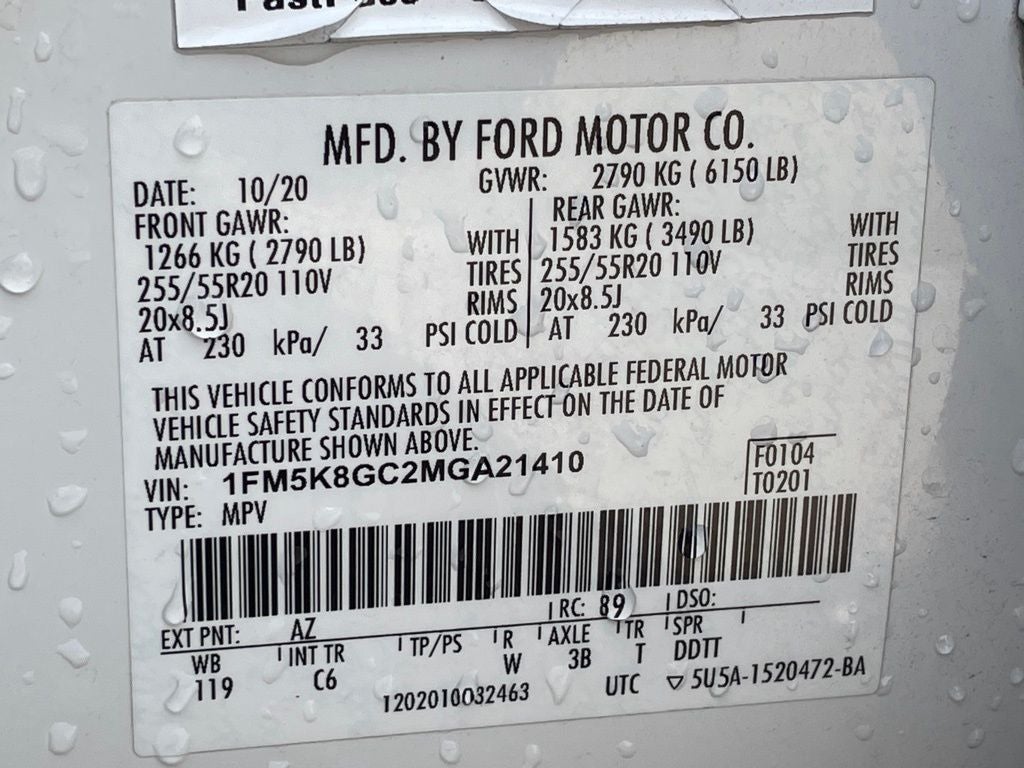 MFD. BY FORD MOTOR CO.
DATE: 10/20 GVWR: 2790 KG ( 6150 LB)
FRONT GAWR: REAR GAWR:
1266 KG ( 2790 LB) WITH 1583 KG ( 3490 LB) WITH
255/55R20 110V TIRES 255/55R20 110V TIRES
20x8.5J RIMS 20x8.5J RIMS
AT 230 kPa/ 33 PSI COLD AT 230 kPa/ 33 PSI COLD
THIS VEHICLE CONFORMS TO ALL APPLICABLE FEDERAL MOTOR
VEHICLE SAFETY STANDARDS IN EFFECT ON THE DATE OF
MANUFACTURE SHOWN ABOVE.
VIN: 1FM5K8GC2MGA21410 F0104
TYPE: MPV T0201
EXT PNT: AZ RC: 89 DSO:
WB INT TR TP/PS R AXLE TR SPR
119 C6 W 3B T DDTT
1202010032463 UTC ▽ 5U5A-1520472-BA